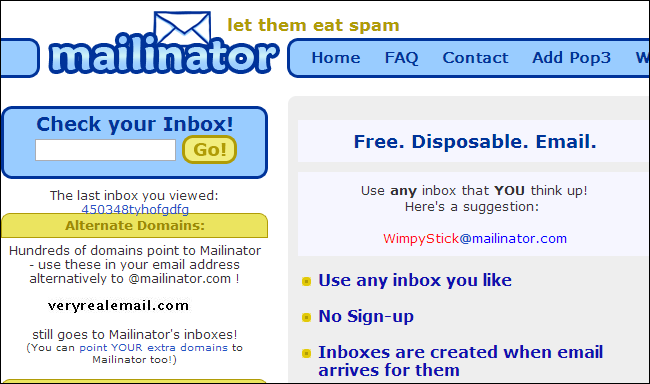 let them eat spam
mailinator
Home FAQ Contact Add Pop3 W
Check your Inbox!
Go!
The last inbox you viewed:
450348tyhofgdfg
Alternate Domains:
Hundreds of domains point to Mailinator
- use these in your email address
alternatively to @mailinator.com !
veryrealemail.com
still goes to Mailinator's inboxes!
(You can point YOUR extra domains to
Mailinator too!)
Free. Disposable. Email.
Use any inbox that YOU think up!
Here's a suggestion:
WimpyStick@mailinator.com
Use any inbox you like
No Sign-up
Inboxes are created when email
arrives for them